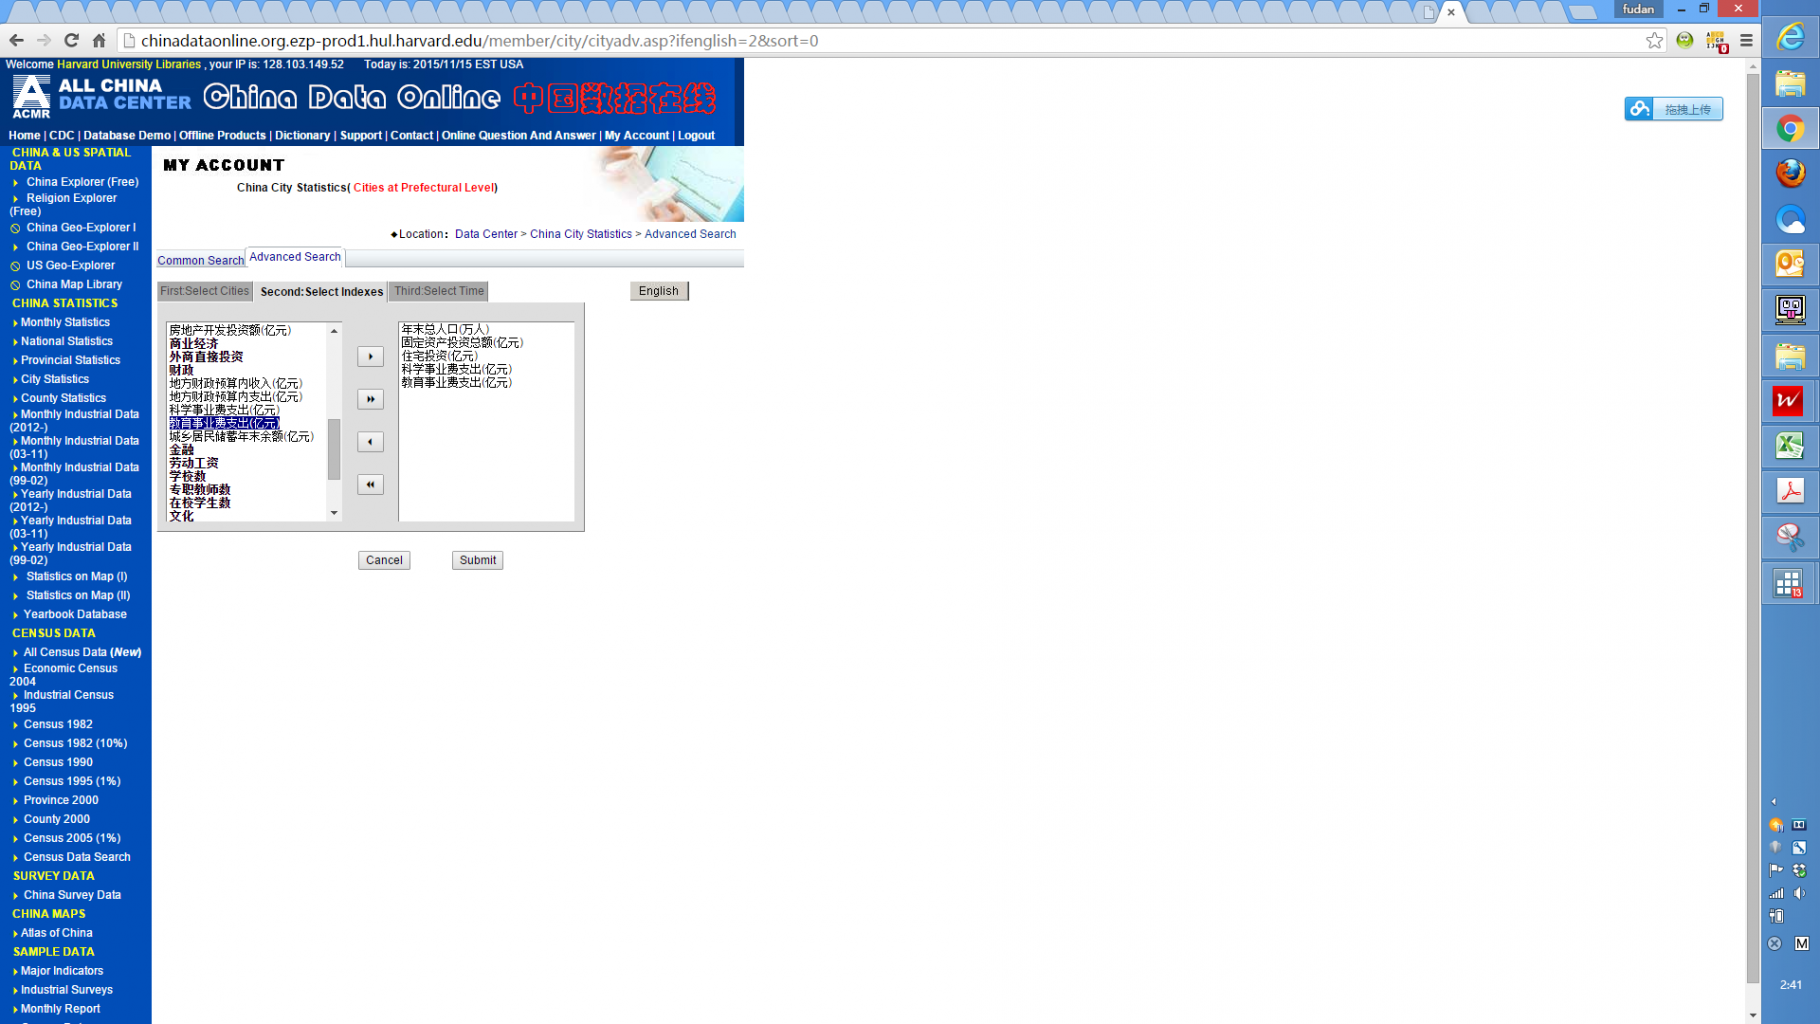 fudan
chinadataonline.org.ezp-prod1.hul.harvard.edu/member/city/cityadv.asp?ifenglish=2&sort=0
Welcome Harvard University Libraries , your IP is: 128.103.149.52 Today is: 2015/11/15 EST USA
ACMR
ALL CHINA
DATA CENTER
China Data Online 中国数据在线
拖拽上传
Home | CDC | Database Demo | Offline Products | Dictionary | Support | Contact | Online Question And Answer | My Account | Logout
CHINA & US SPATIAL
DATA
China Explorer (Free)
Religion Explorer
(Free)
China Geo-Explorer I
China Geo-Explorer II
US Geo-Explorer
China Map Library
CHINA STATISTICS
Monthly Statistics
National Statistics
Provincial Statistics
City Statistics
County Statistics
Monthly Industrial Data
(2012-)
Monthly Industrial Data
(03-11)
Monthly Industrial Data
(99-02)
Yearly Industrial Data
(2012-)
Yearly Industrial Data
(03-11)
Yearly Industrial Data
(99-02)
Statistics on Map (I)
Statistics on Map (II)
Yearbook Database
CENSUS DATA
All Census Data (New)
Economic Census
2004
Industrial Census
1995
Census 1982
Census 1982 (10%)
Census 1990
Census 1995 (1%)
Province 2000
County 2000
Census 2005 (1%)
Census Data Search
SURVEY DATA
China Survey Data
CHINA MAPS
Atlas of China
SAMPLE DATA
Major Indicators
Industrial Surveys
Monthly Report
MY ACCOUNT
China City Statistics( Cities at Prefectural Level)
◆Location： Data Center > China City Statistics > Advanced Search
Common Search
Advanced Search
First:Select Cities
Second:Select Indexes
Third:Select Time
English
房地产开发投资额(亿元)
商业经济
外商直接投资
财政
地方财政预算内收入(亿元)
地方财政预算内支出(亿元)
科学事业费支出(亿元)
教育事业费支出(亿元)
城乡居民储蓄年末余额(亿元)
金融
劳动工资
学校数
专职教师数
在校学生数
文化
年末总人口(万人)
固定资产投资总额(亿元)
住宅投资(亿元)
科学事业费支出(亿元)
教育事业费支出(亿元)
Cancel
Submit
13
M
2:41